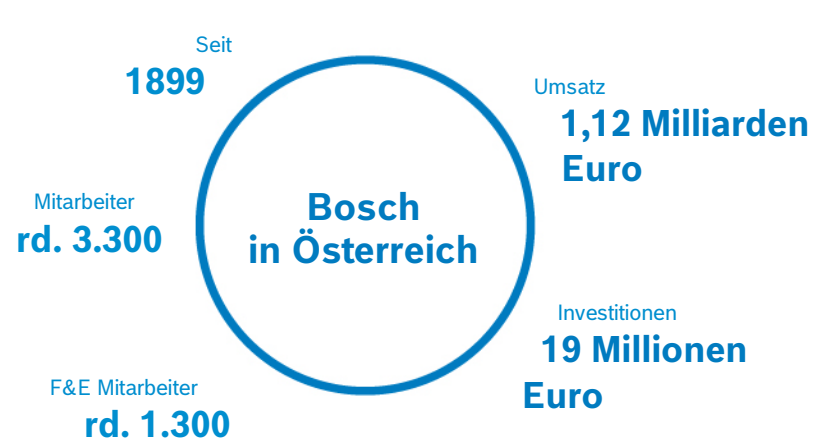 Seit
1899
Umsatz
1,12 Milliarden
Euro
Mitarbeiter
rd. 3.300
Bosch
in Österreich
Investitionen
19 Millionen
Euro
F&E Mitarbeiter
rd. 1.300